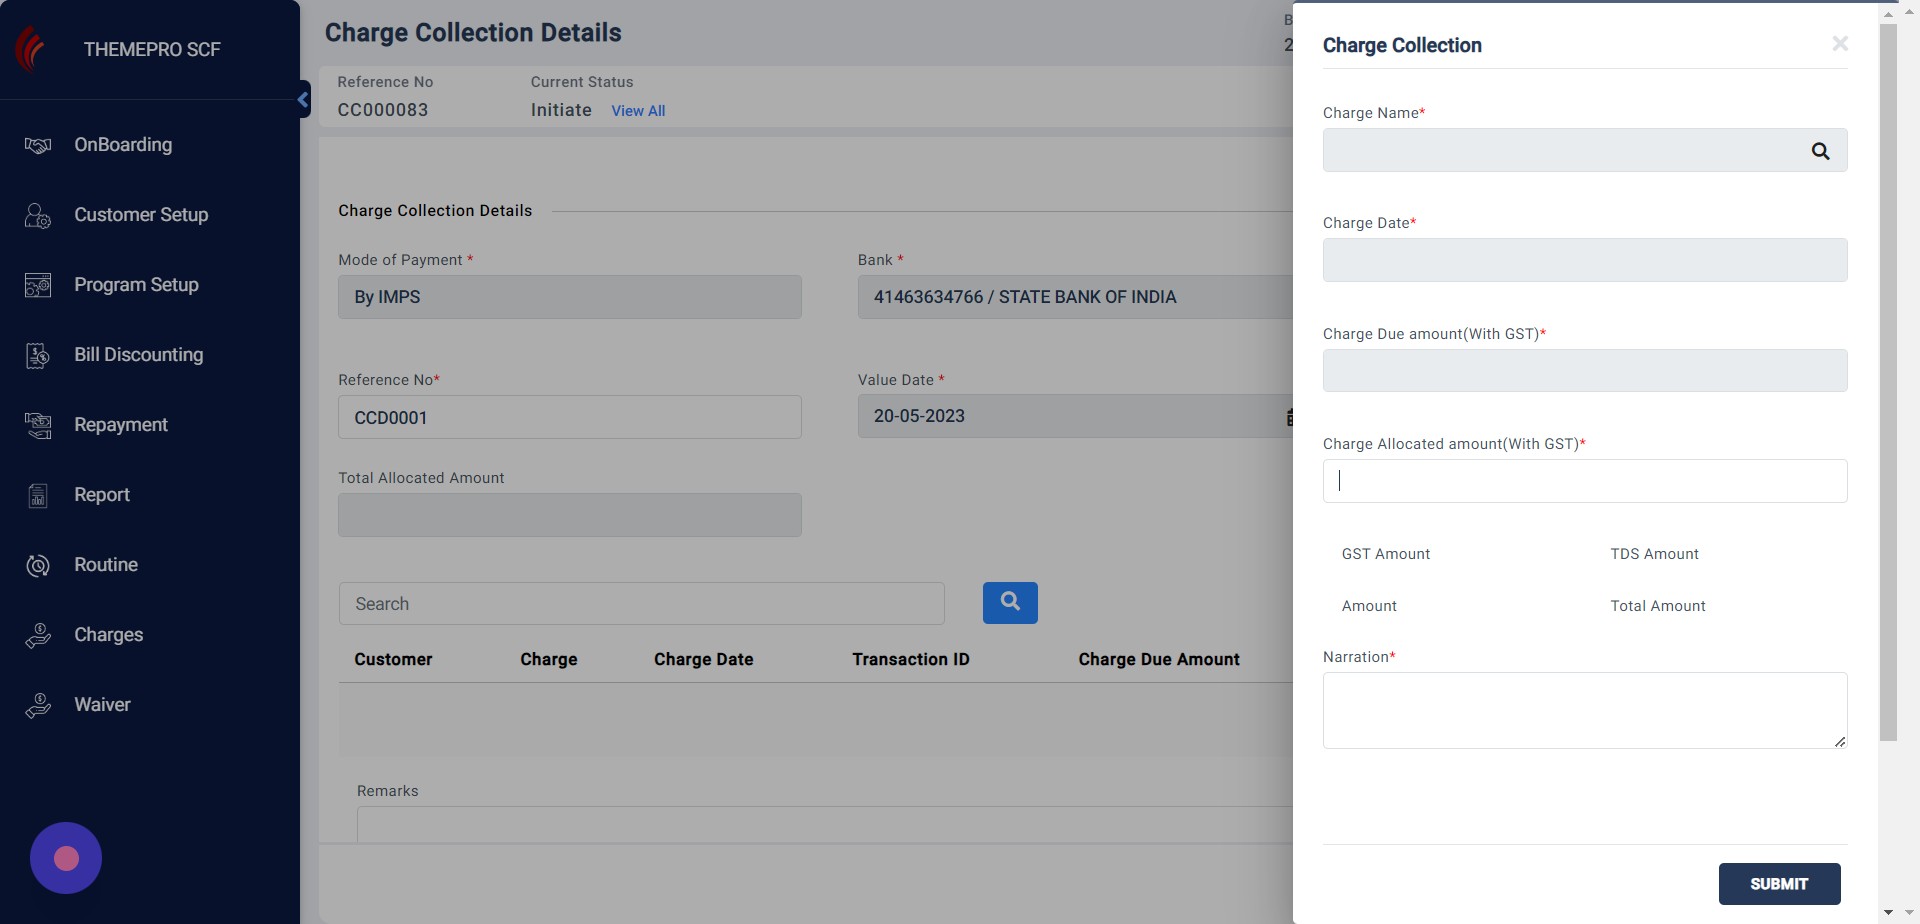 THEMEPRO SCF
OnBoarding
Customer Setup
Program Setup
Bill Discounting
Repayment
Report
Routine
Charges
Waiver
Charge Collection Details
B
2
Reference No
CC000083
Current Status
Initiate View All
Charge Collection Details
Mode of Payment *
By IMPS
Bank *
41463634766 / STATE BANK OF INDIA
Reference No*
CCD0001
Value Date *
20-05-2023
Total Allocated Amount
Search
Customer Charge Charge Date Transaction ID Charge Due Amount
Remarks
Charge Collection
Charge Name*
Charge Date*
Charge Due amount(With GST)*
Charge Allocated amount(With GST)*
GST Amount TDS Amount
Amount Total Amount
Narration*
SUBMIT